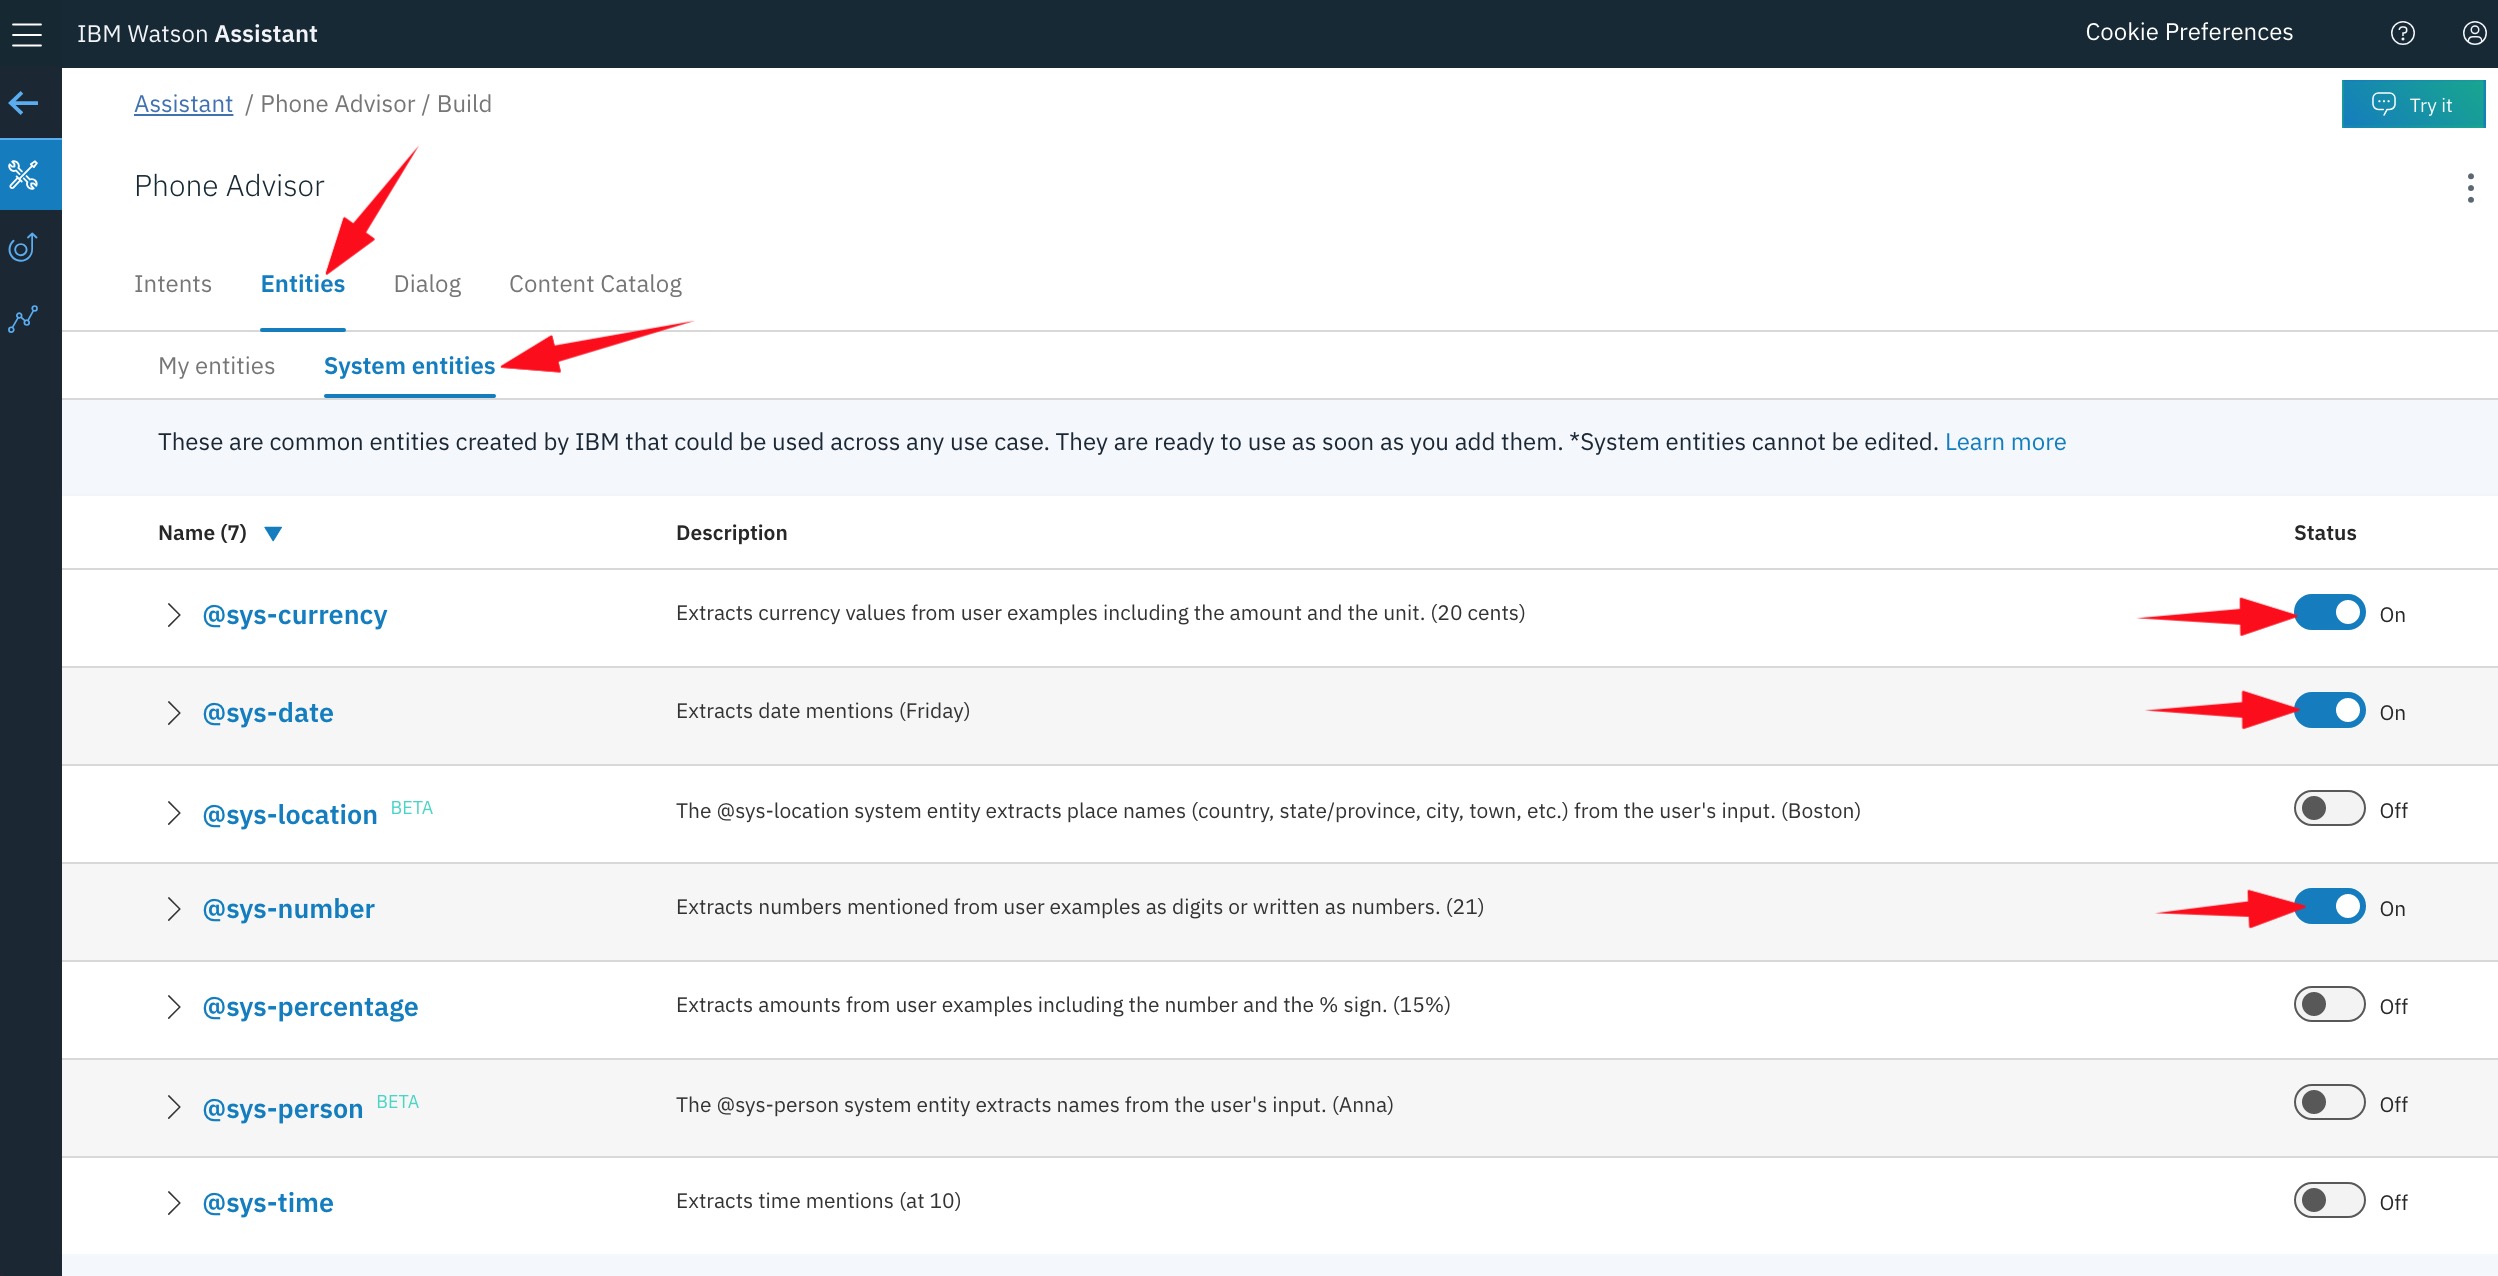 IBM Watson Assistant
Cookie Preferences
Assistant / Phone Advisor / Build
Try it
Phone Advisor
Intents Entities Dialog Content Catalog
My entities System entities
These are common entities created by IBM that could be used across any use case. They are ready to use as soon as you add them. *System entities cannot be edited. Learn more
Name (7) Description Status
@sys-currency Extracts currency values from user examples including the amount and the unit. (20 cents) On
@sys-date Extracts date mentions (Friday) On
@sys-location BETA The @sys-location system entity extracts place names (country, state/province, city, town, etc.) from the user's input. (Boston) Off
@sys-number Extracts numbers mentioned from user examples as digits or written as numbers. (21) On
@sys-percentage Extracts amounts from user examples including the number and the % sign. (15%) Off
@sys-person BETA The @sys-person system entity extracts names from the user's input. (Anna) Off
@sys-time Extracts time mentions (at 10) Off